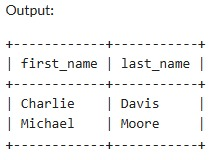 Output:
+------------+-----------+
| first_name | last_name |
+------------+-----------+
| Charlie    | Davis     |
| Michael    | Moore     |
+------------+-----------+